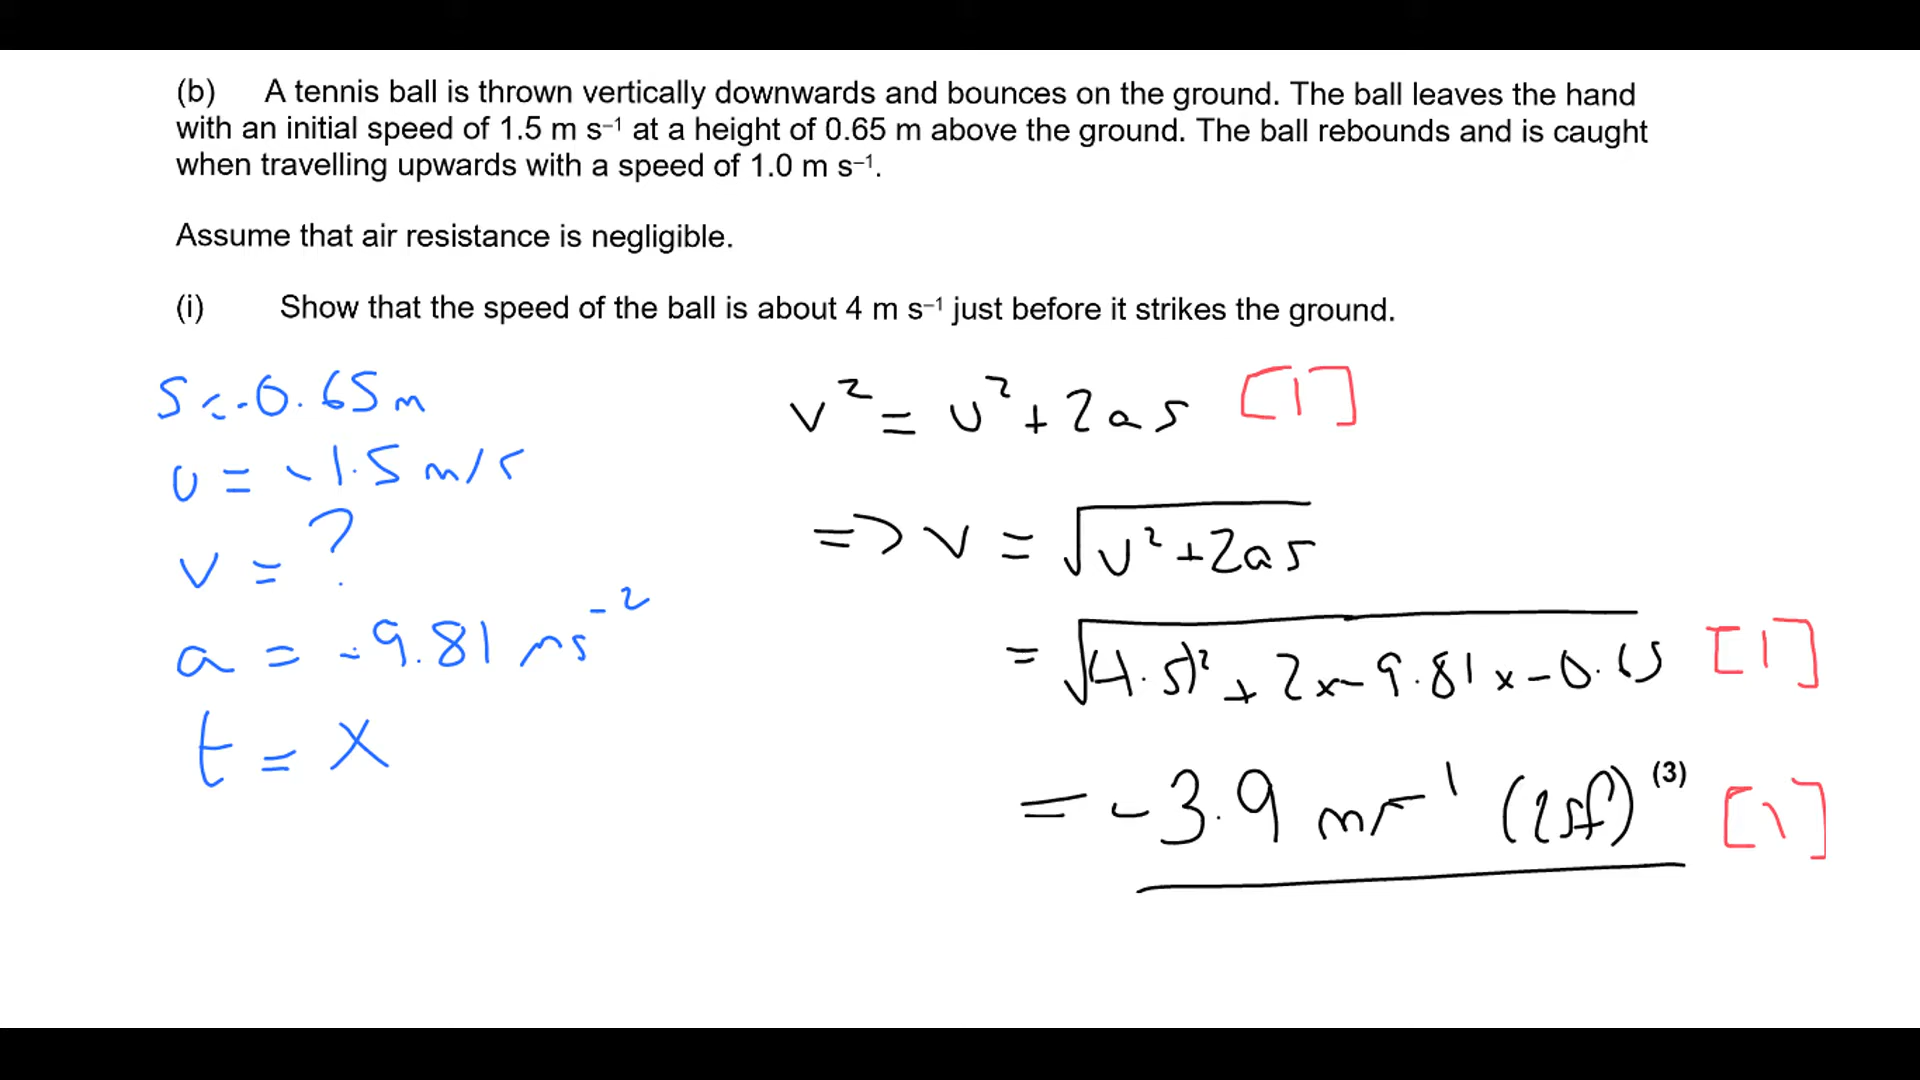 (b) A tennis ball is thrown vertically downwards and bounces on the ground. The ball leaves the hand
with an initial speed of 1.5 m s⁻¹ at a height of 0.65 m above the ground. The ball rebounds and is caught
when travelling upwards with a speed of 1.0 m s⁻¹.
Assume that air resistance is negligible.
(i) Show that the speed of the ball is about 4 m s⁻¹ just before it strikes the ground.
s = -0.65m
u = -1.5 m/s
v = ?
a = -9.81 ms⁻²
t = x
v² = u² + 2as [1]
=> v = √u² + 2as
= √(-1.5)² + 2x-9.81x-0.65 [1]
= -3.9 ms⁻¹ (2sf) (3) [1]